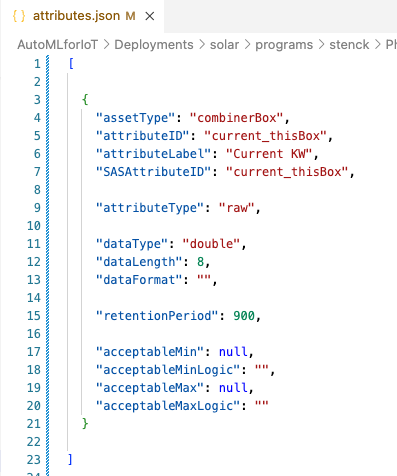 { } attributes.json M ×
AutoMLforIoT > Deployments > solar > programs > stenck > Ph
1 [
2
3 {
4 "assetType": "combinerBox",
5 "attributeID": "current_thisBox",
6 "attributeLabel": "Current KW",
7 "SASAttributeID": "current_thisBox",
8
9 "attributeType": "raw",
10
11 "dataType": "double",
12 "dataLength": 8,
13 "dataFormat": "",
14
15 "retentionPeriod": 900,
16
17 "acceptableMin": null,
18 "acceptableMinLogic": "",
19 "acceptableMax": null,
20 "acceptableMaxLogic": ""
21 }
22
23 ]